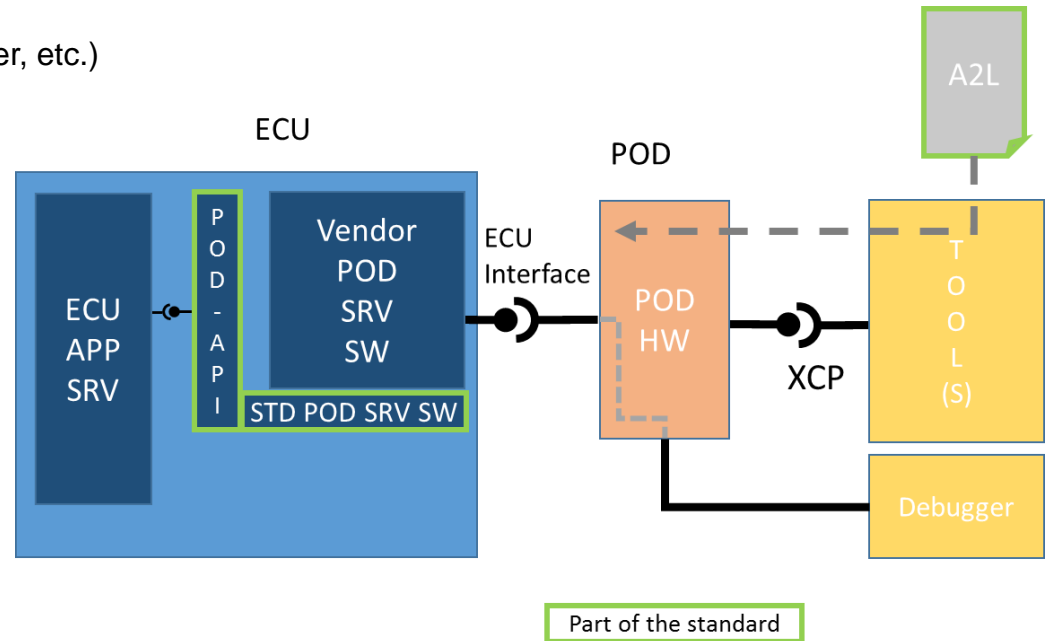 er, etc.)
A2L
ECU
POD
P
O
D
-
A
P
I
Vendor
POD
SRV
SW
ECU
Interface
ECU
APP
SRV
POD
HW
T
O
O
L
(S)
XCP
STD POD SRV SW
Debugger
Part of the standard